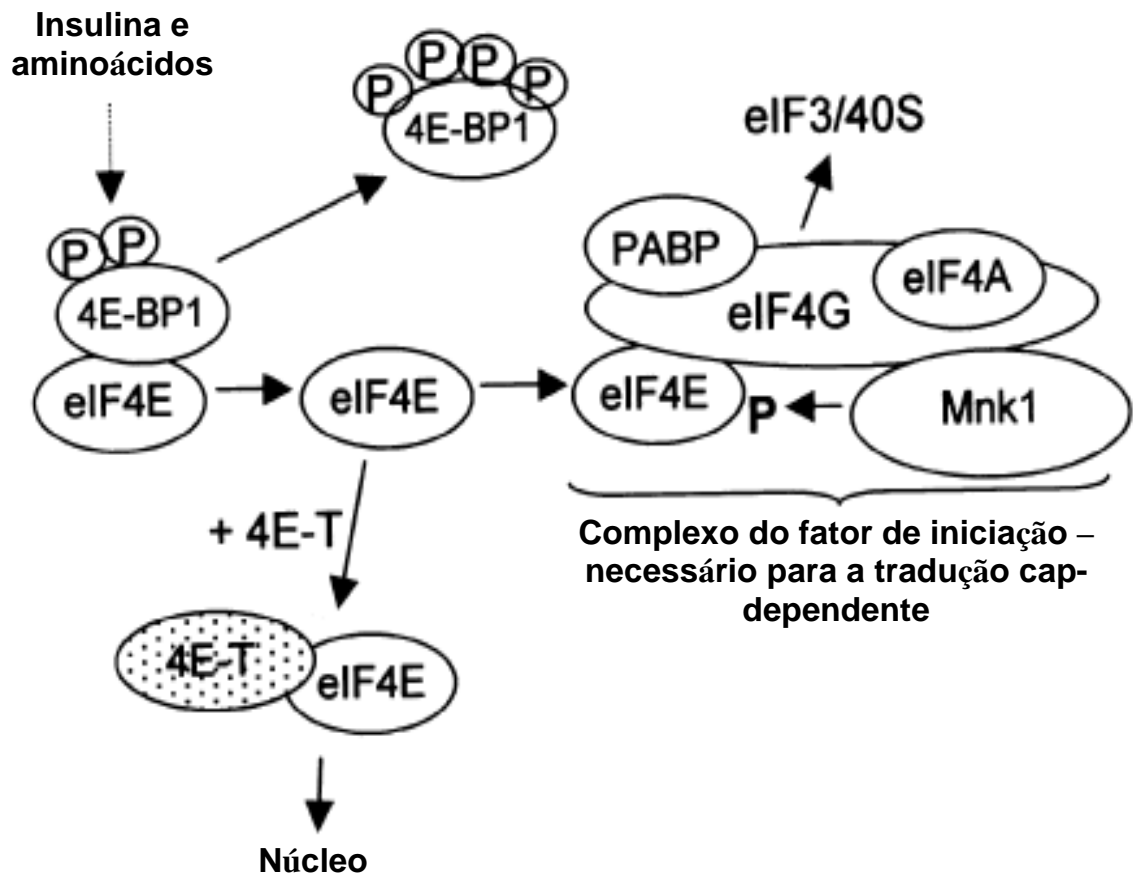 Insulina e
aminoácidos
P
P
P
P
4E-BP1
eIF3/40S
P
P
4E-BP1
eIF4E
eIF4E
PABP
eIF4A
eIF4G
eIF4E
P
Mnk1
+ 4E-T
Complexo do fator de iniciação –
necessário para a tradução cap-
dependente
4E-T
eIF4E
Núcleo